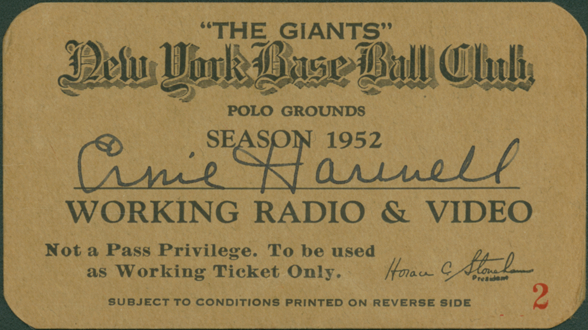 "THE GIANTS"
New York Base Ball Club,
POLO GROUNDS
SEASON 1952
Ernie Harwell
WORKING RADIO & VIDEO
Not a Pass Privilege. To be used
as Working Ticket Only.
Horace C Stoneham
President
SUBJECT TO CONDITIONS PRINTED ON REVERSE SIDE
2